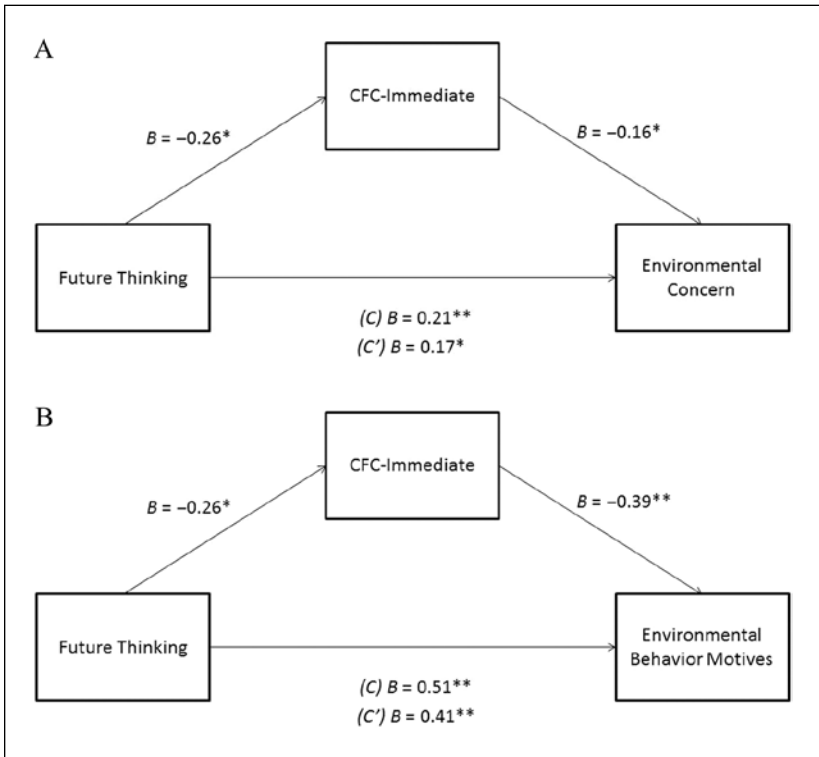 A
CFC-Immediate
B = −0.26*
B = −0.16*
Future Thinking
Environmental
Concern
(C) B = 0.21**
(C’) B = 0.17*
B
CFC-Immediate
B = −0.26*
B = −0.39**
Future Thinking
Environmental
Behavior Motives
(C) B = 0.51**
(C’) B = 0.41**